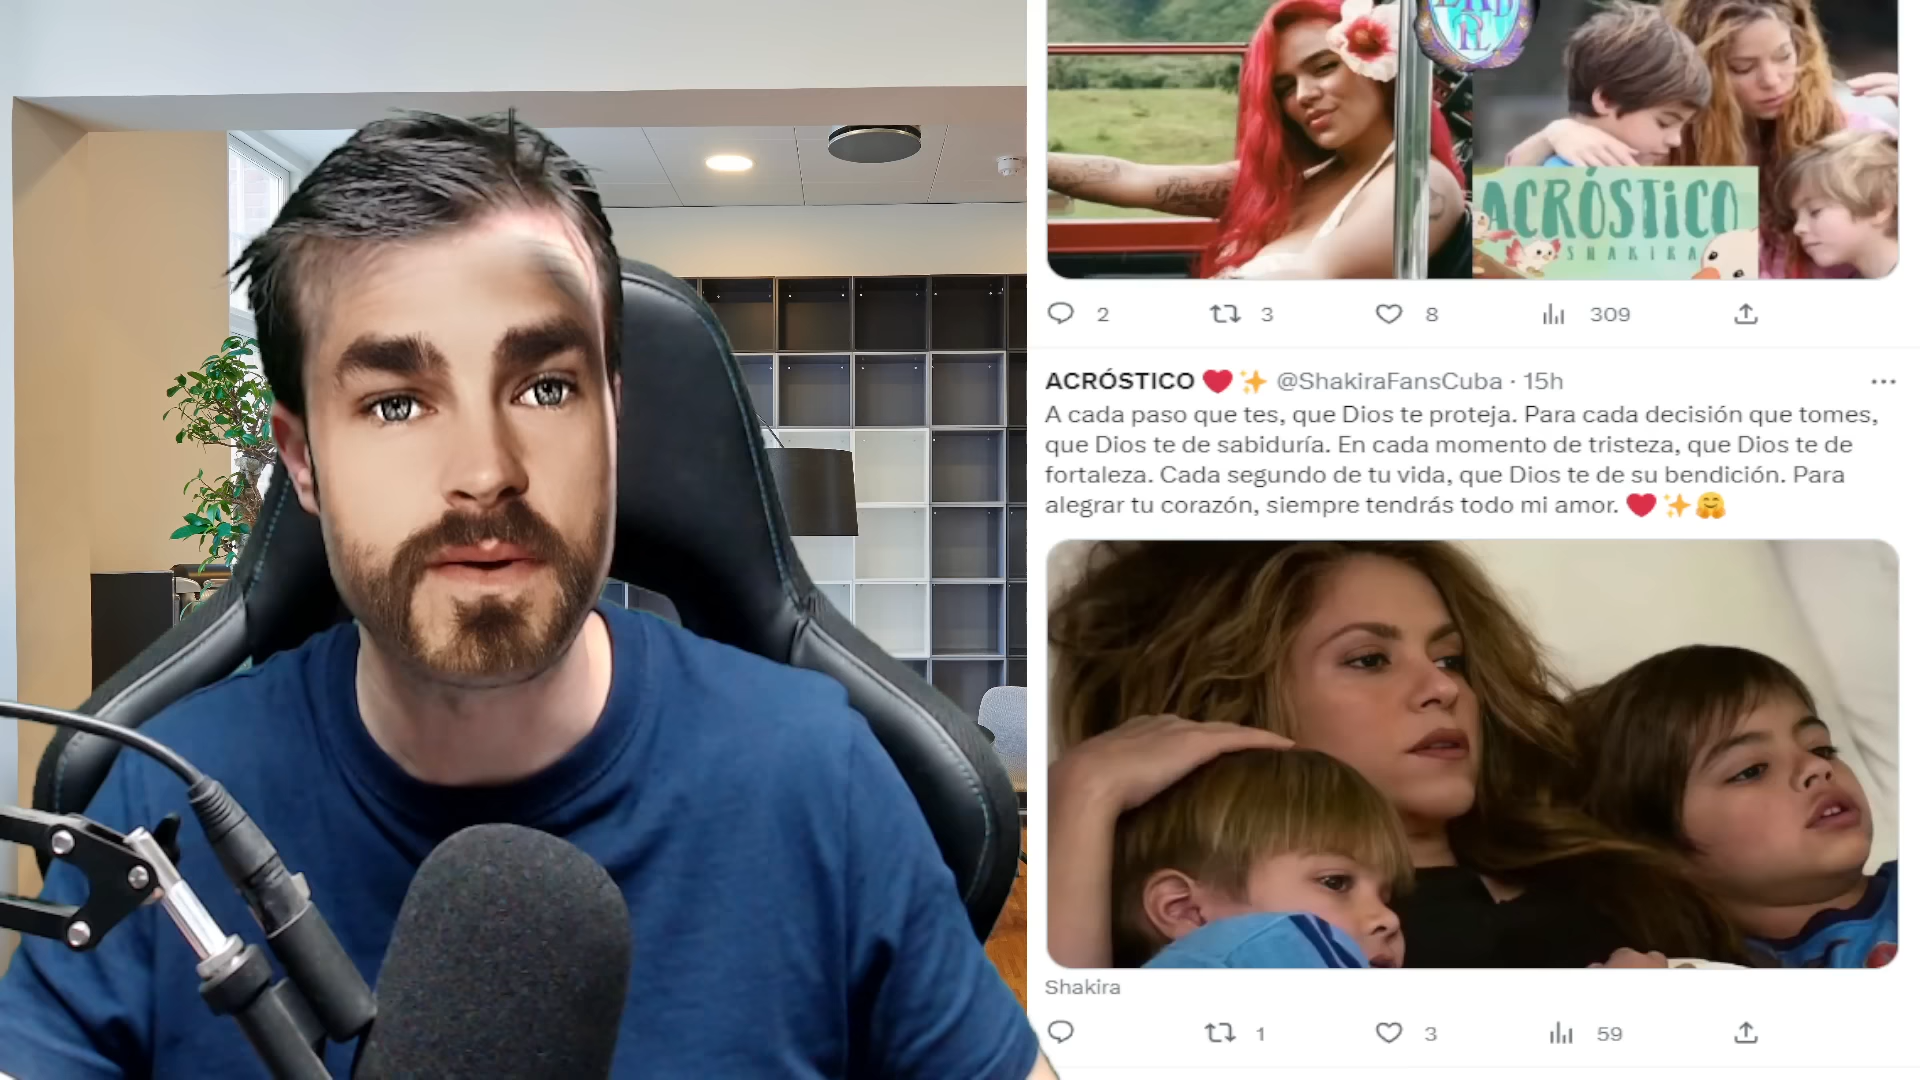 ACRÓSTiCO
SHAKIRA
2
3
8
309
ACRÓSTICO ❤️✨ @ShakiraFansCuba · 15h
A cada paso que tes, que Dios te proteja. Para cada decisión que tomes,
que Dios te de sabiduría. En cada momento de tristeza, que Dios te de
fortaleza. Cada segundo de tu vida, que Dios te de su bendición. Para
alegrar tu corazón, siempre tendrás todo mi amor. ❤️✨🤗
Shakira
1
3
59